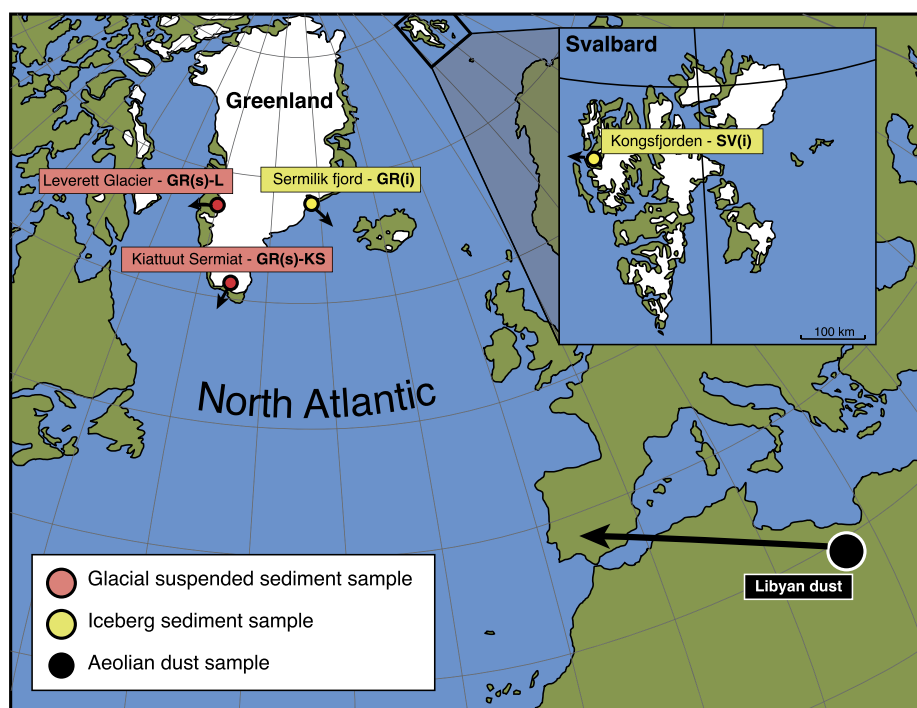 Svalbard
Greenland
Kongsfjorden - SV(i)
Leverett Glacier - GR(s)-L
Sermilik fjord - GR(i)
Kiattuut Sermiat - GR(s)-KS
100 km
North Atlantic
Glacial suspended sediment sample
Iceberg sediment sample
Aeolian dust sample
Libyan dust